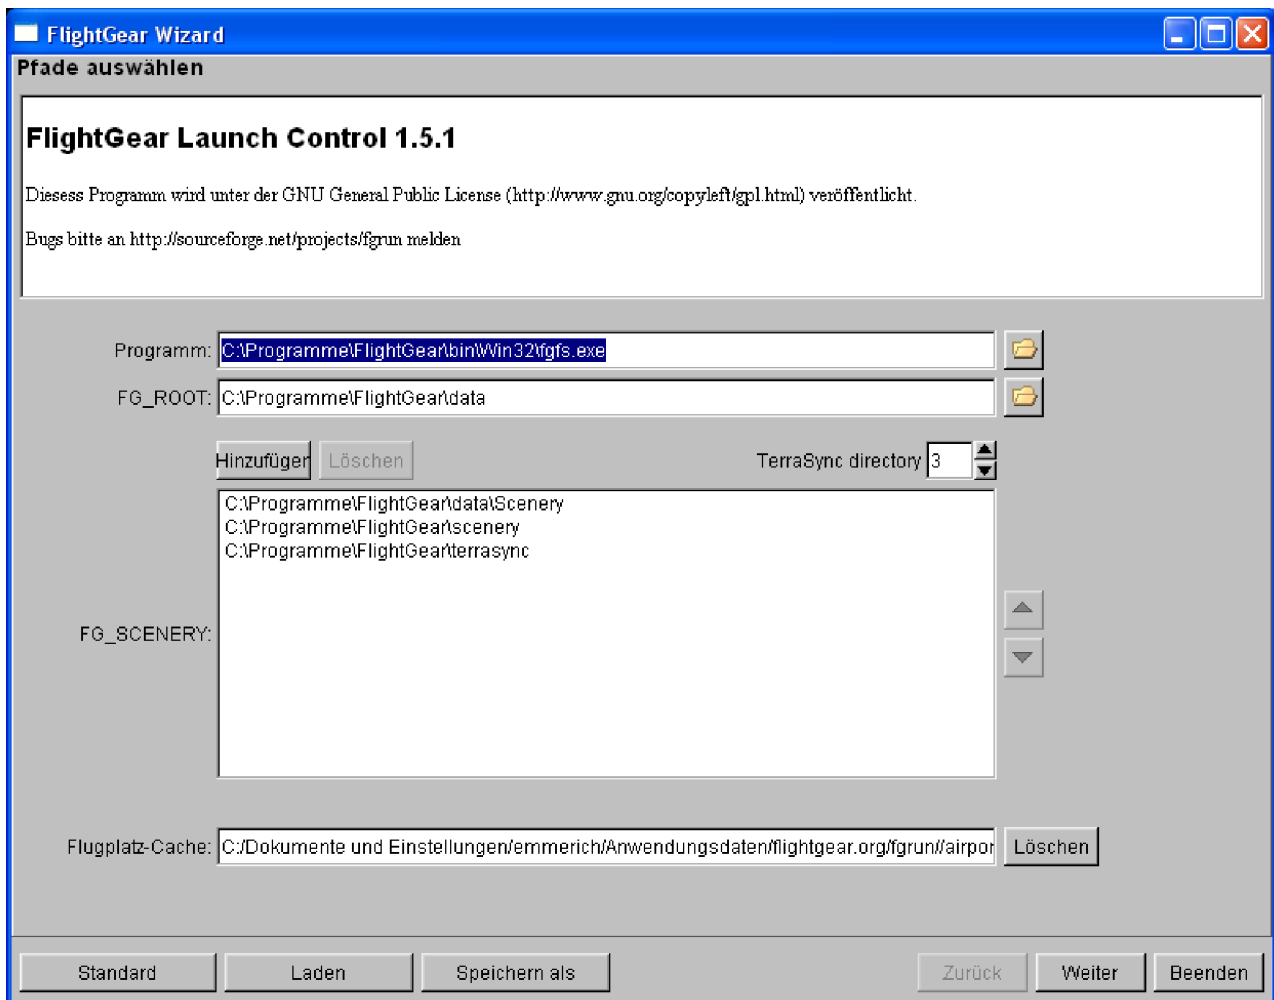 FlightGear Wizard
Pfade auswählen
FlightGear Launch Control 1.5.1
Diesess Programm wird unter der GNU General Public License (http://www.gnu.org/copyleft/gpl.html) veröffentlicht.
Bugs bitte an http://sourceforge.net/projects/fgrun melden
Programm: C:\Programme\FlightGear\bin\Win32\fgfs.exe
FG_ROOT: C:\Programme\FlightGear\data
Hinzufügen Löschen TerraSync directory 3
C:\Programme\FlightGear\data\Scenery
C:\Programme\FlightGear\scenery
C:\Programme\FlightGear\terrasync
FG_SCENERY:
Flugplatz-Cache: C:/Dokumente und Einstellungen/emmerich/Anwendungsdaten/flightgear.org/fgrun//airpor Löschen
Standard Laden Speichern als Zurück Weiter Beenden